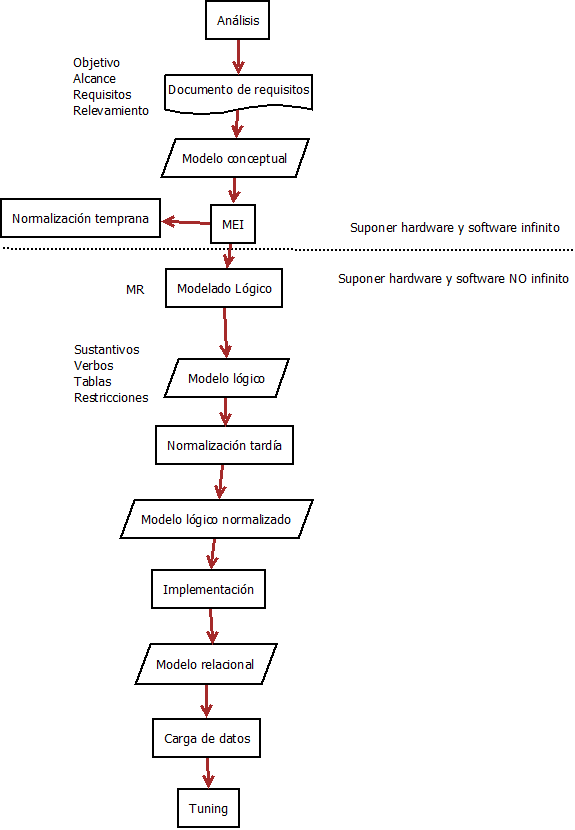 Análisis
Objetivo
Alcance
Requisitos
Relevamiento
Documento de requisitos
Modelo conceptual
Normalización temprana
MEI
Suponer hardware y software infinito
Suponer hardware y software NO infinito
MR
Modelado Lógico
Sustantivos
Verbos
Tablas
Restricciones
Modelo lógico
Normalización tardía
Modelo lógico normalizado
Implementación
Modelo relacional
Carga de datos
Tuning